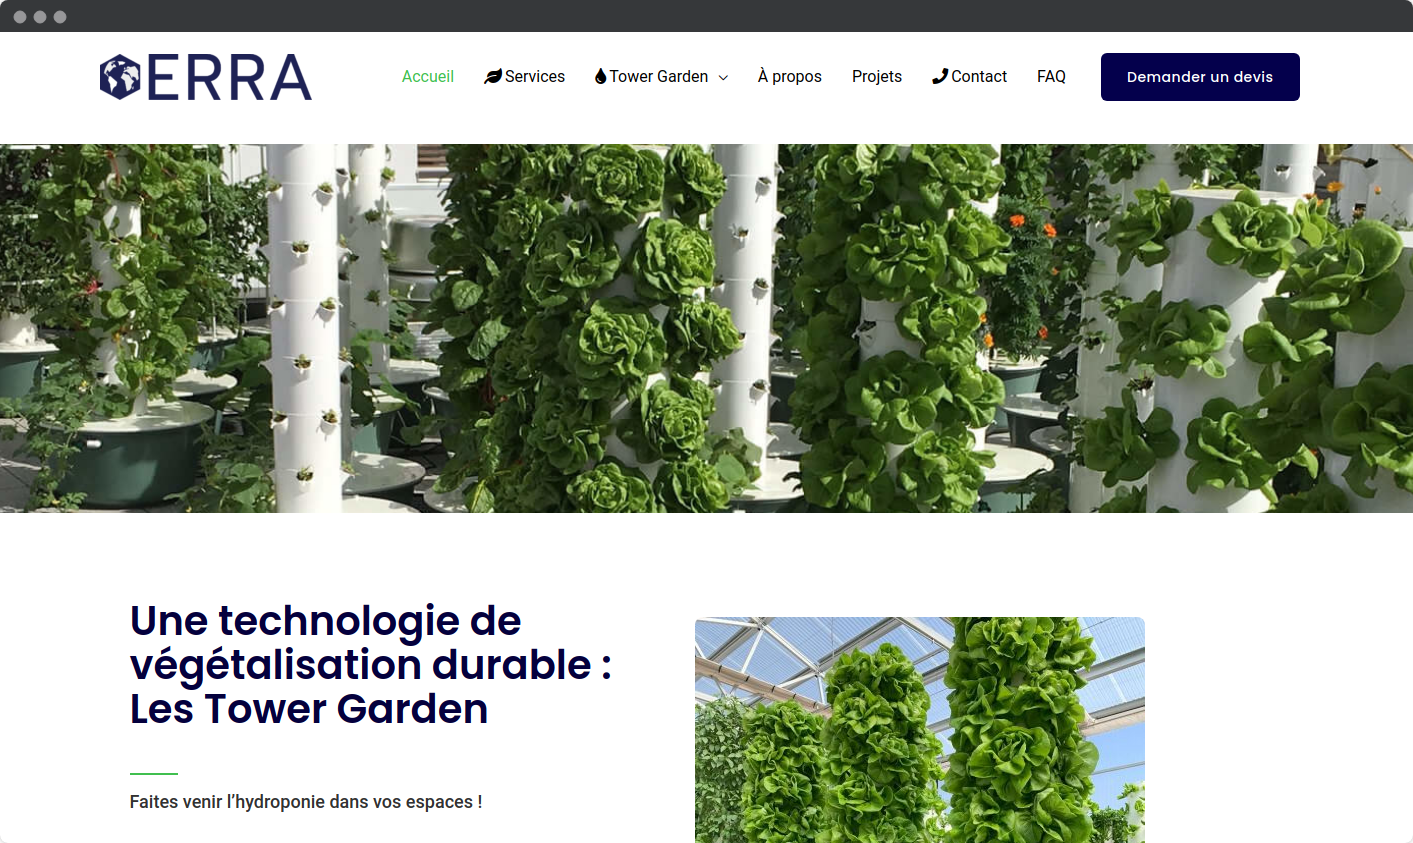 ERRA
Accueil Services Tower Garden À propos Projets Contact FAQ Demander un devis
Une technologie de
végétalisation durable :
Les Tower Garden
Faites venir l’hydroponie dans vos espaces !